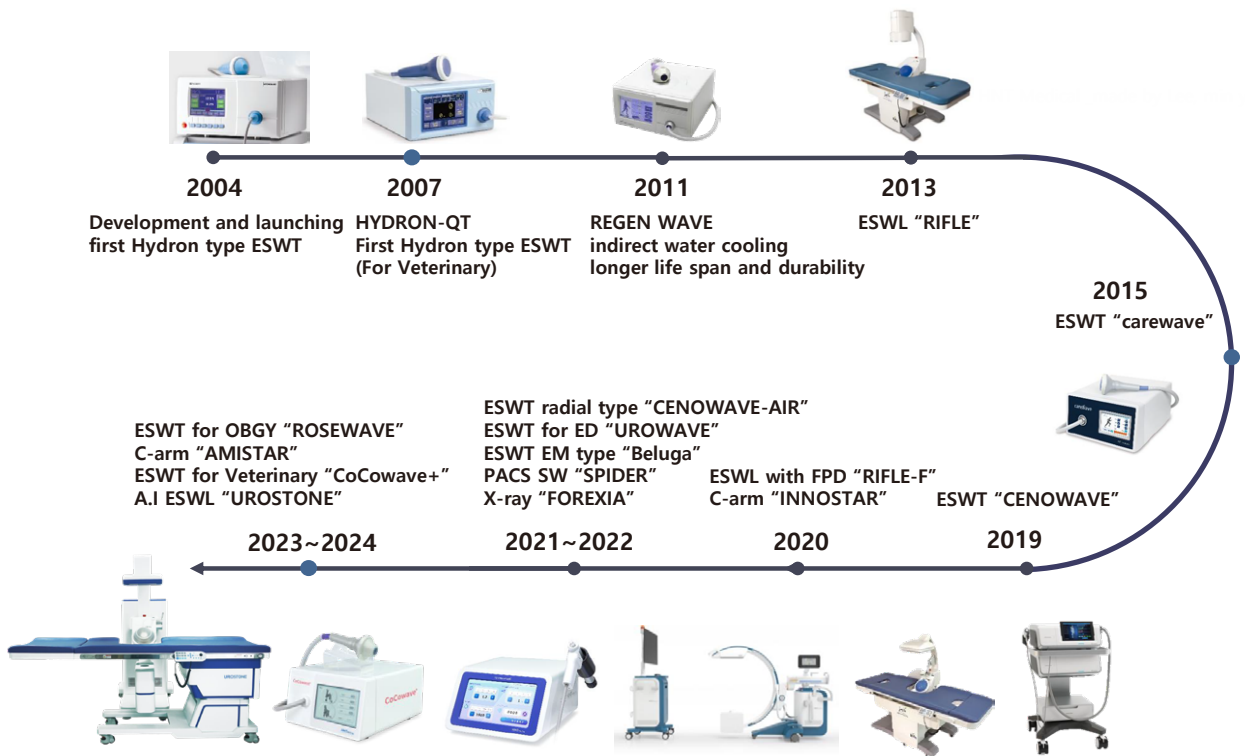 2004
Development and launching
first Hydron type ESWT
2007
HYDRON-QT
First Hydron type ESWT
(For Veterinary)
2011
REGEN WAVE
indirect water cooling
longer life span and durability
2013
ESWL “RIFLE”
2015
ESWT “carewave”
ESWT “CENOWAVE”
2019
ESWL with FPD “RIFLE-F”
C-arm “INNOSTAR”
2020
ESWT radial type “CENOWAVE-AIR”
ESWT for ED “UROWAVE”
ESWT EM type “Beluga”
PACS SW “SPIDER”
X-ray “FOREXIA”
2021~2022
ESWT for OBGY “ROSEWAVE”
C-arm “AMISTAR”
ESWT for Veterinary “CoCowave+”
A.I ESWL “UROSTONE”
2023~2024
UROSTONE
CoCowave+